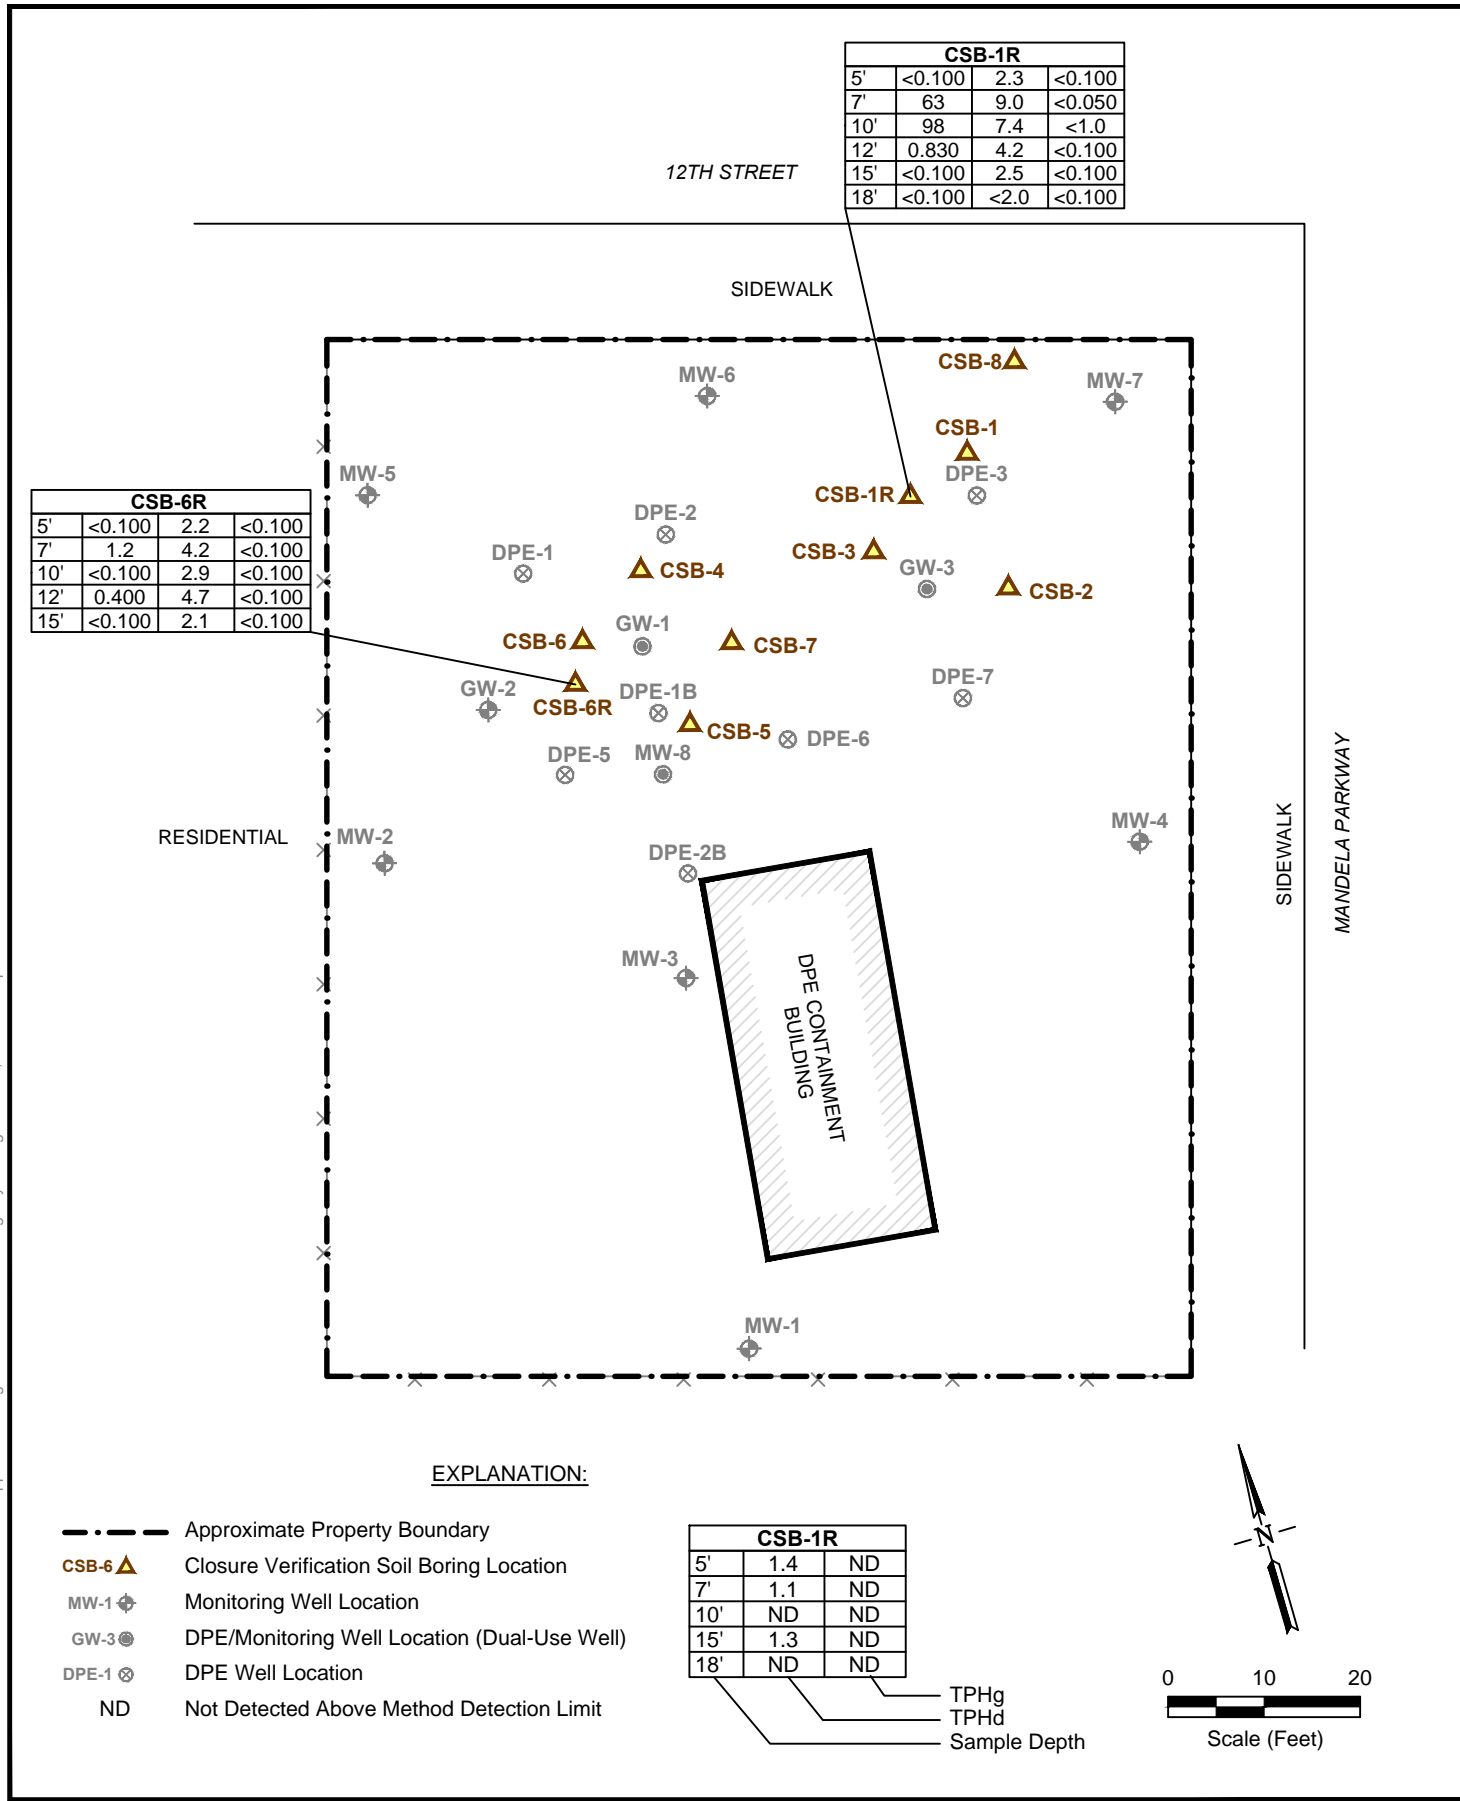 CSB-1R
5' <0.100 2.3 <0.100
7' 63 9.0 <0.050
10' 98 7.4 <1.0
12' 0.830 4.2 <0.100
15' <0.100 2.5 <0.100
18' <0.100 <2.0 <0.100
12TH STREET
SIDEWALK
CSB-8
MW-6
MW-7
CSB-1
MW-5
DPE-3
CSB-1R
CSB-6R
5' <0.100 2.2 <0.100
7' 1.2 4.2 <0.100
10' <0.100 2.9 <0.100
12' 0.400 4.7 <0.100
15' <0.100 2.1 <0.100
DPE-2
DPE-1
CSB-3
CSB-4
GW-3
CSB-2
GW-1
CSB-6
CSB-7
GW-2
DPE-1B
DPE-7
CSB-6R
CSB-5
DPE-6
DPE-5
MW-8
RESIDENTIAL
MW-2
MW-4
SIDEWALK
MANDELA PARKWAY
DPE-2B
MW-3
DPE CONTAINMENT
BUILDING
MW-1
EXPLANATION:
Approximate Property Boundary
CSB-6 Closure Verification Soil Boring Location
MW-1 Monitoring Well Location
GW-3 DPE/Monitoring Well Location (Dual-Use Well)
DPE-1 DPE Well Location
ND Not Detected Above Method Detection Limit
CSB-1R
5' 1.4 ND
7' 1.1 ND
10' ND ND
15' 1.3 ND
18' ND ND
TPHg
TPHd
Sample Depth
N
0 10 20
Scale (Feet)